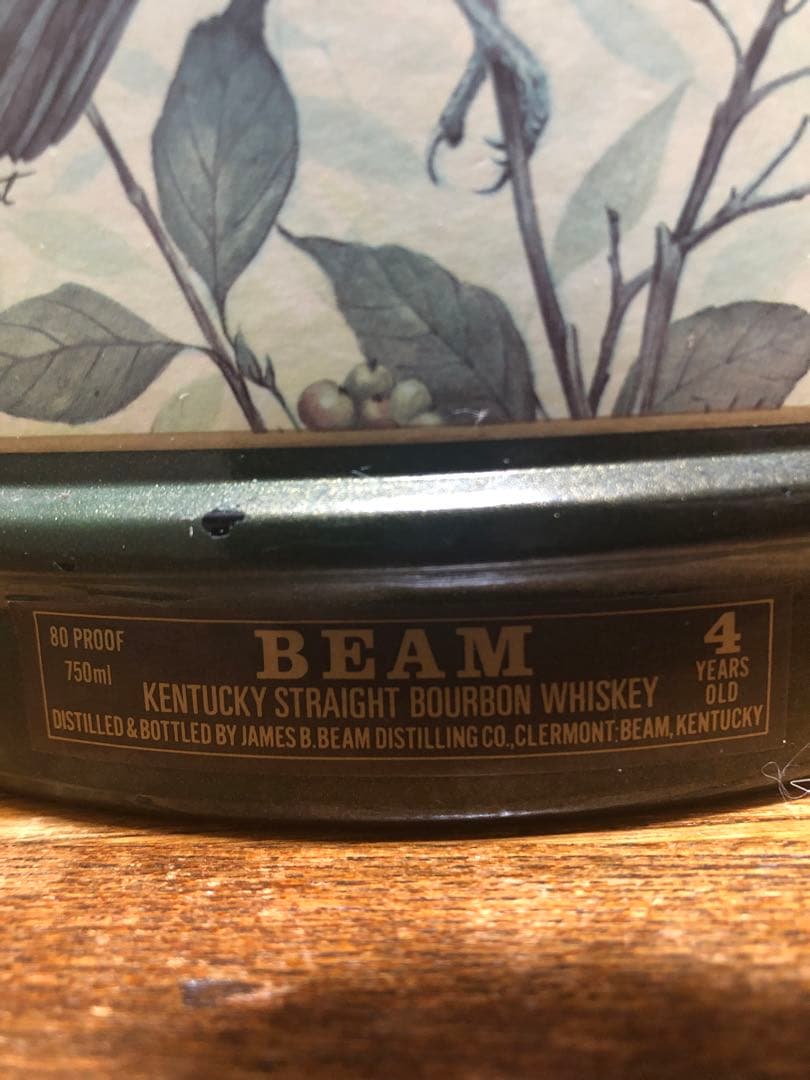 80 PROOF
750ml
BEAM
4
YEARS
OLD
KENTUCKY STRAIGHT BOURBON WHISKEY
DISTILLED & BOTTLED BY JAMES B. BEAM DISTILLING CO., CLERMONT·BEAM, KENTUCKY